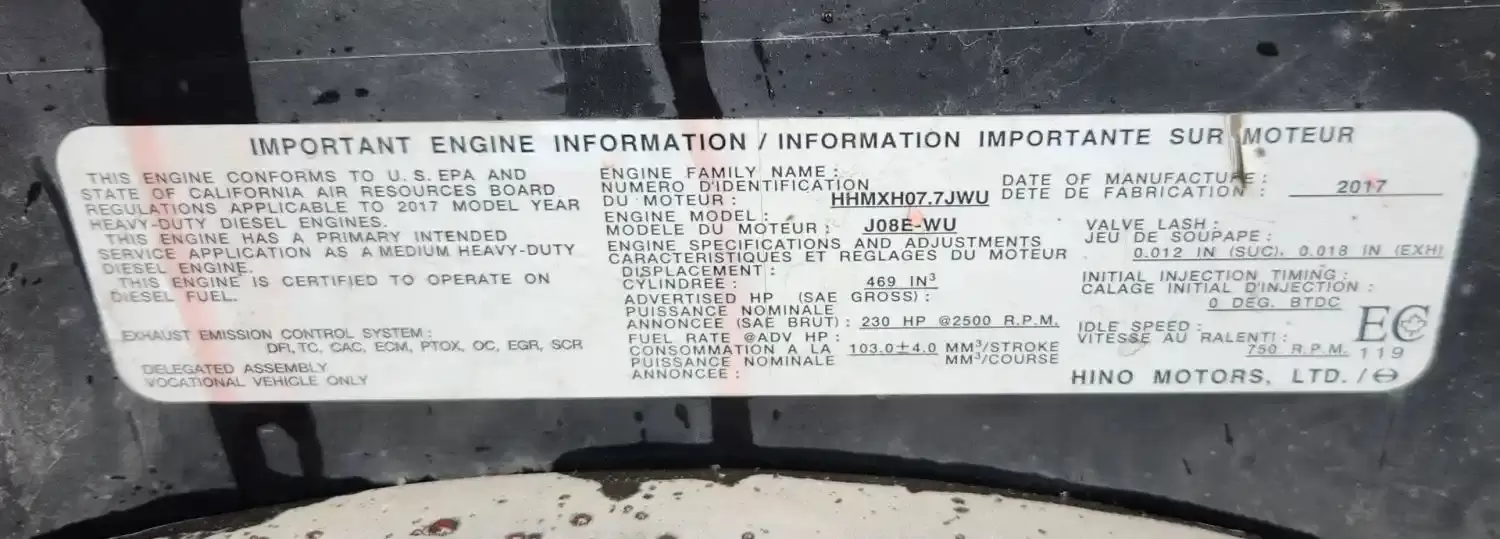 IMPORTANT ENGINE INFORMATION / INFORMATION IMPORTANTE SUR MOTEUR
THIS ENGINE CONFORMS TO U.S. EPA AND
STATE OF CALIFORNIA AIR RESOURCES BOARD
REGULATIONS APPLICABLE TO 2017 MODEL YEAR
HEAVY-DUTY DIESEL ENGINES.
THIS ENGINE HAS A PRIMARY INTENDED
SERVICE APPLICATION AS A MEDIUM HEAVY-DUTY
DIESEL ENGINE.
THIS ENGINE IS CERTIFIED TO OPERATE ON
DIESEL FUEL.
EXHAUST EMISSION CONTROL SYSTEM :
DFI, TC, CAC, ECM, PTOX, OC, EGR, SCR
DELEGATED ASSEMBLY
VOCATIONAL VEHICLE ONLY
ENGINE FAMILY NAME :
NUMERO D'IDENTIFICATION
DU MOTEUR : HHMXH07.7JWU
ENGINE MODEL :
MODELE DU MOTEUR : J08E-WU
ENGINE SPECIFICATIONS AND ADJUSTMENTS
CARACTERISTIQUES ET REGLAGES DU MOTEUR
DISPLACEMENT :
CYLINDREE : 469 IN³
ADVERTISED HP (SAE GROSS) :
PUISSANCE NOMINALE
ANNONCEE (SAE BRUT) : 230 HP @2500 R.P.M.
FUEL RATE @ADV HP :
CONSOMMATION A LA 103.0±4.0 MM³/STROKE
PUISSANCE NOMINALE MM³/COURSE
ANNONCEE :
DATE OF MANUFACTURE :
DETE DE FABRICATION : 2017
VALVE LASH :
JEU DE SOUPAPE :
0.012 IN (SUC), 0.018 IN (EXH)
INITIAL INJECTION TIMING :
CALAGE INITIAL D'INJECTION :
0 DEG. BTDC
IDLE SPEED :
VITESSE AU RALENTI :
750 R.P.M.
EC
119
HINO MOTORS, LTD. /